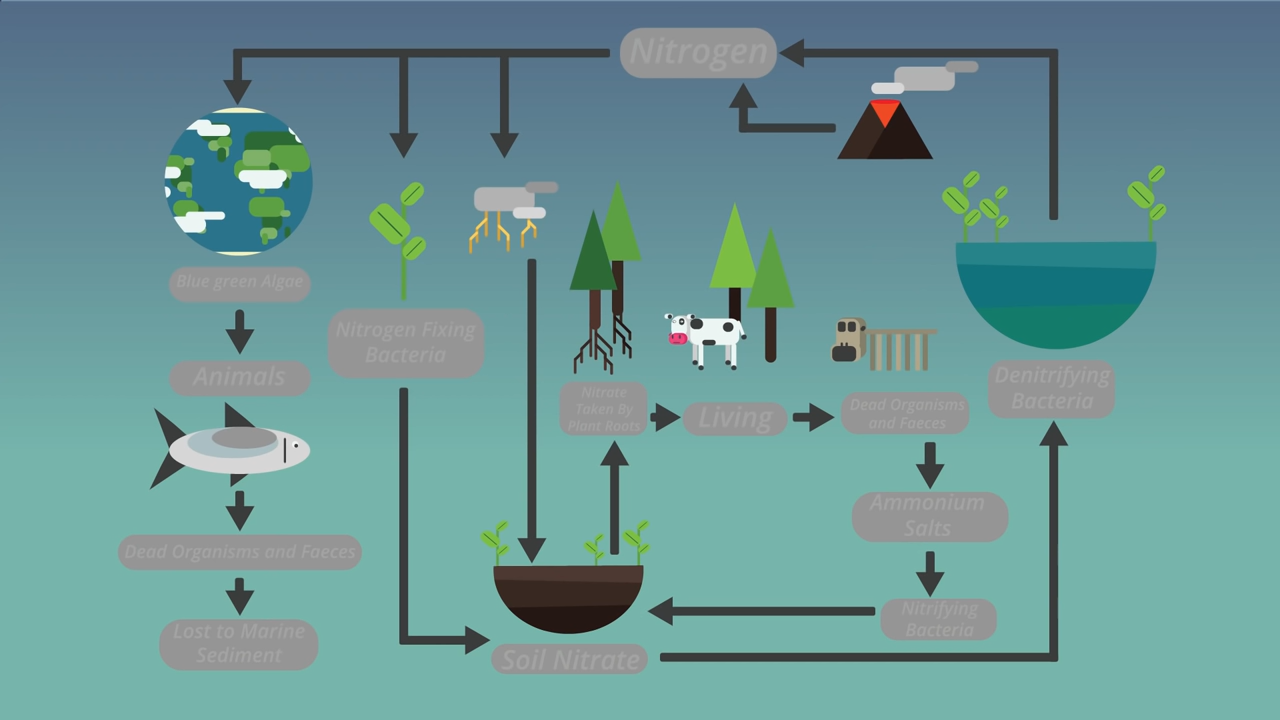 Nitrogen
Blue green Algae
Nitrogen Fixing
Bacteria
Animals
Nitrate
Taken By
Plant Roots
Living
Dead Organisms
and Faeces
Denitrifying
Bacteria
Ammonium
Salts
Dead Organisms and Faeces
Nitrifying
Bacteria
Lost to Marine
Sediment
Soil Nitrate